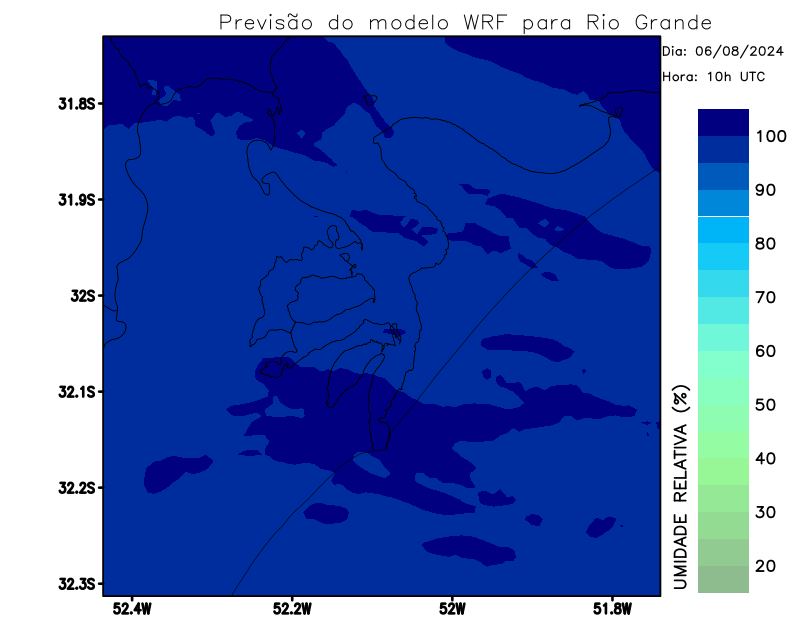 Previsão do modelo WRF para Rio Grande
Dia: 06/08/2024
Hora: 10h UTC
31.8S
31.9S
32S
32.1S
32.2S
32.3S
52.4W
52.2W
52W
51.8W
100
90
80
70
60
50
40
30
20
UMIDADE RELATIVA (%)